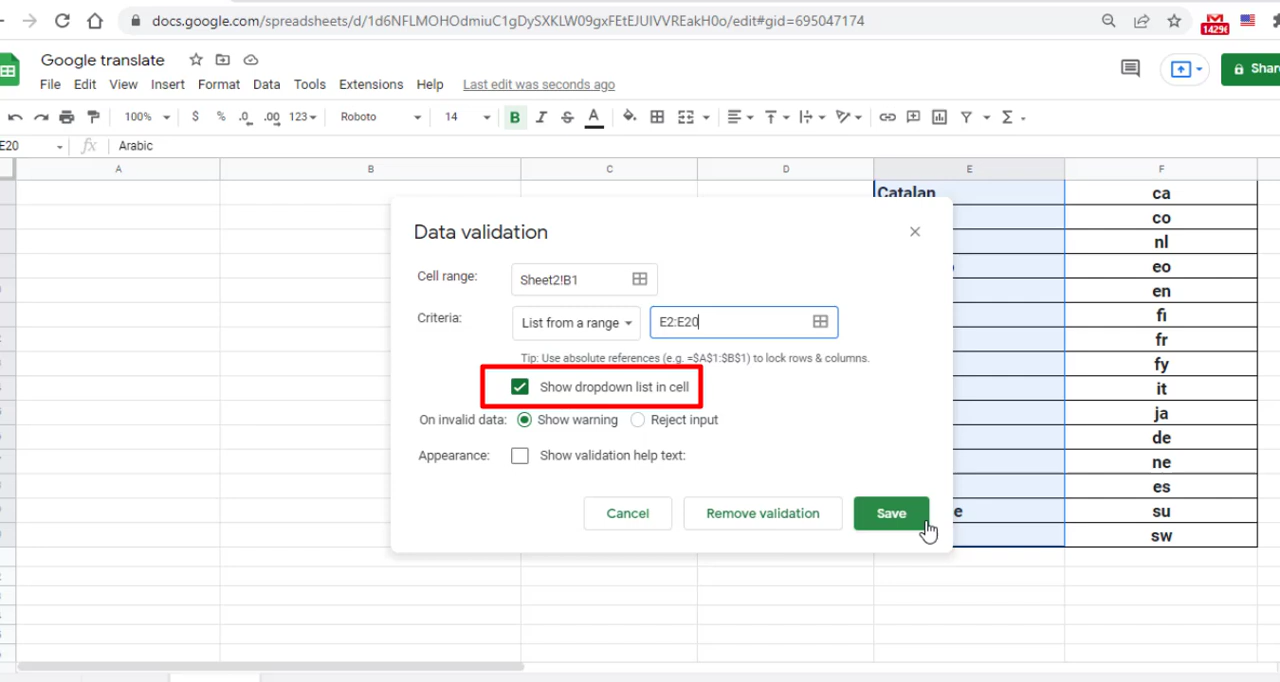 docs.google.com/spreadsheets/d/1d6NFLMOHOdmiuC1gDySXKLW09gxFEtEJUIVVREakH0o/edit#gid=695047174
Google translate
Share
File Edit View Insert Format Data Tools Extensions Help Last edit was seconds ago
100% $ % .0 .00 123 Roboto 14 B I S A Σ
E20 fx Arabic
A B C D E F
Catalan ca
co
nl
eo
en
fi
fr
fy
it
ja
de
ne
es
su
sw
Data validation
Cell range: Sheet2!B1
Criteria: List from a range E2:E20
Tip: Use absolute references (e.g. =$A$1:$B$1) to lock rows & columns.
Show dropdown list in cell
On invalid data: Show warning Reject input
Appearance: Show validation help text:
Cancel Remove validation Save